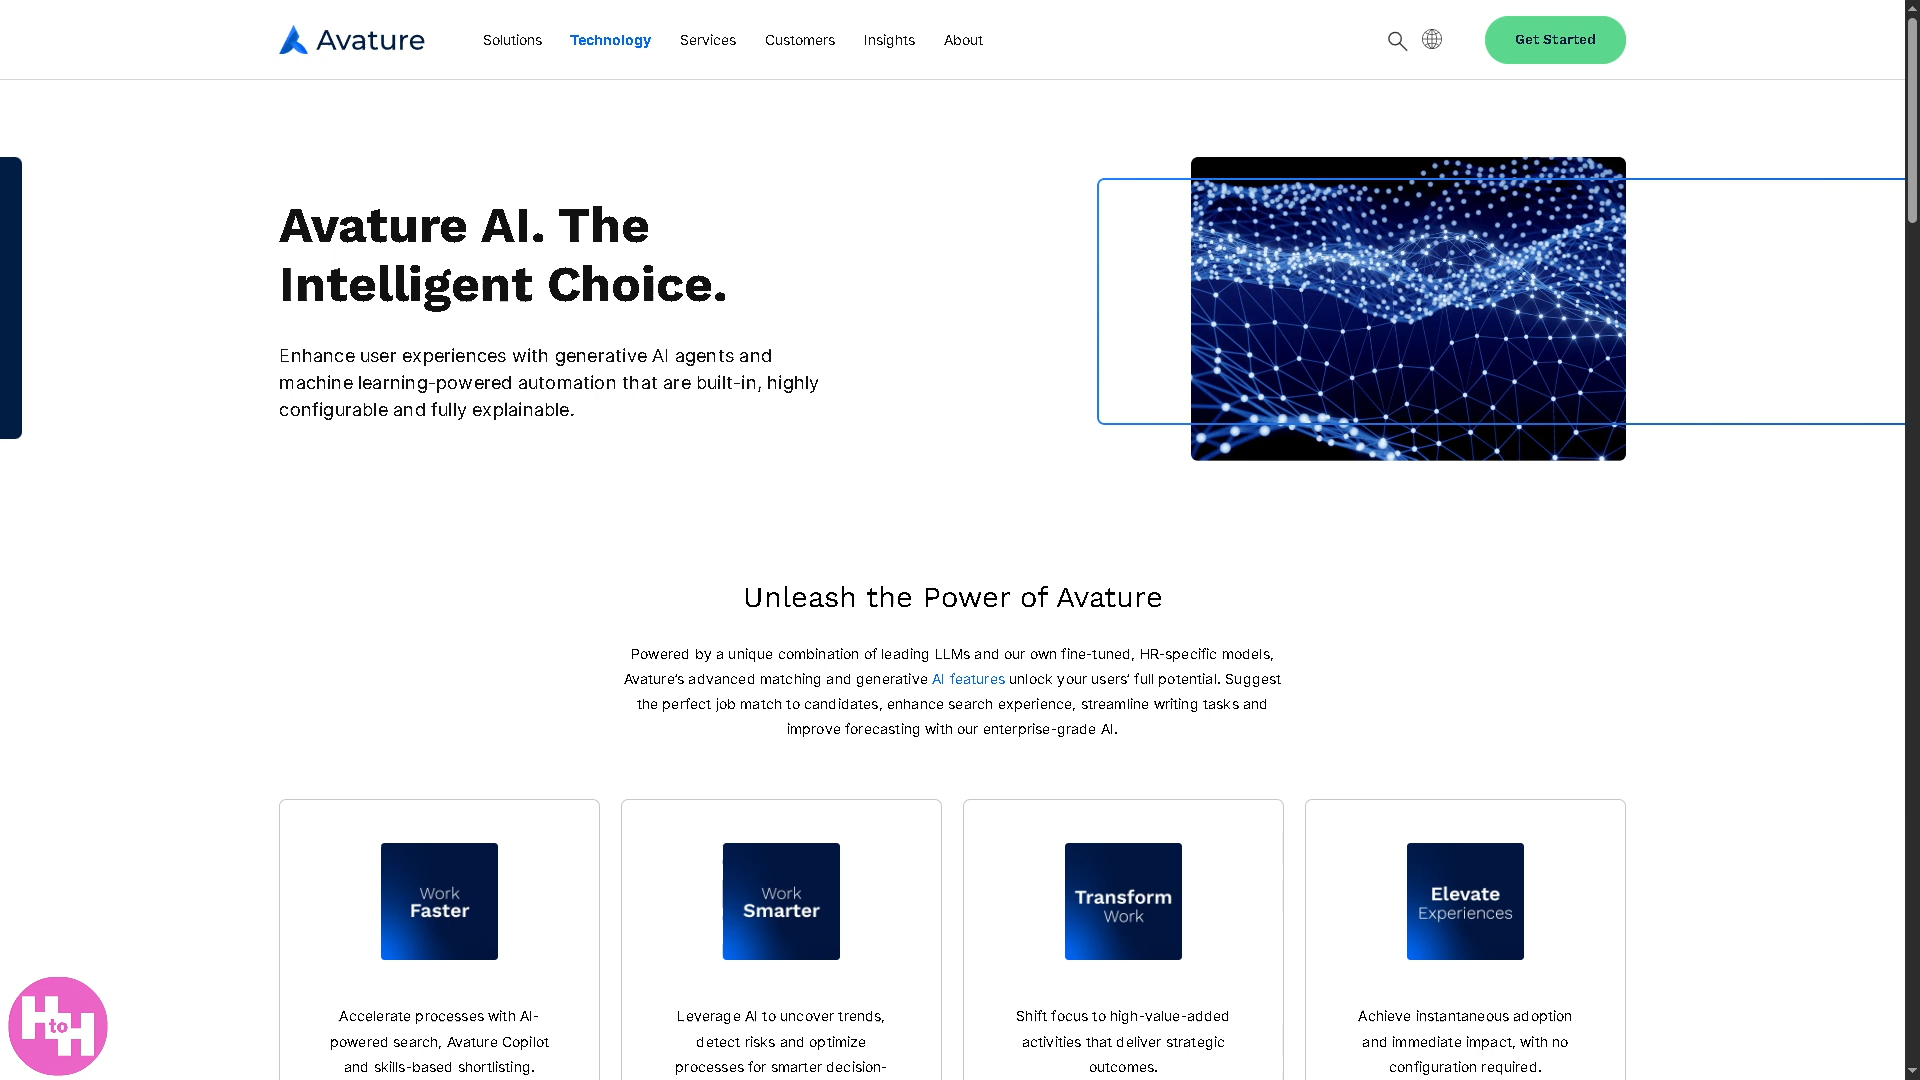 Avature
Solutions
Technology
Services
Customers
Insights
About
Get Started
Avature AI. The
Intelligent Choice.
Enhance user experiences with generative AI agents and
machine learning-powered automation that are built-in, highly
configurable and fully explainable.
Unleash the Power of Avature
Powered by a unique combination of leading LLMs and our own fine-tuned, HR-specific models,
Avature's advanced matching and generative AI features unlock your users' full potential. Suggest
the perfect job match to candidates, enhance search experience, streamline writing tasks and
improve forecasting with our enterprise-grade AI.
Work
Faster
Accelerate processes with AI-
powered search, Avature Copilot
and skills-based shortlisting.
Work
Smarter
Leverage AI to uncover trends,
detect risks and optimize
processes for smarter decision-
Transform
Work
Shift focus to high-value-added
activities that deliver strategic
outcomes.
Elevate
Experiences
Achieve instantaneous adoption
and immediate impact, with no
configuration required.
H to H